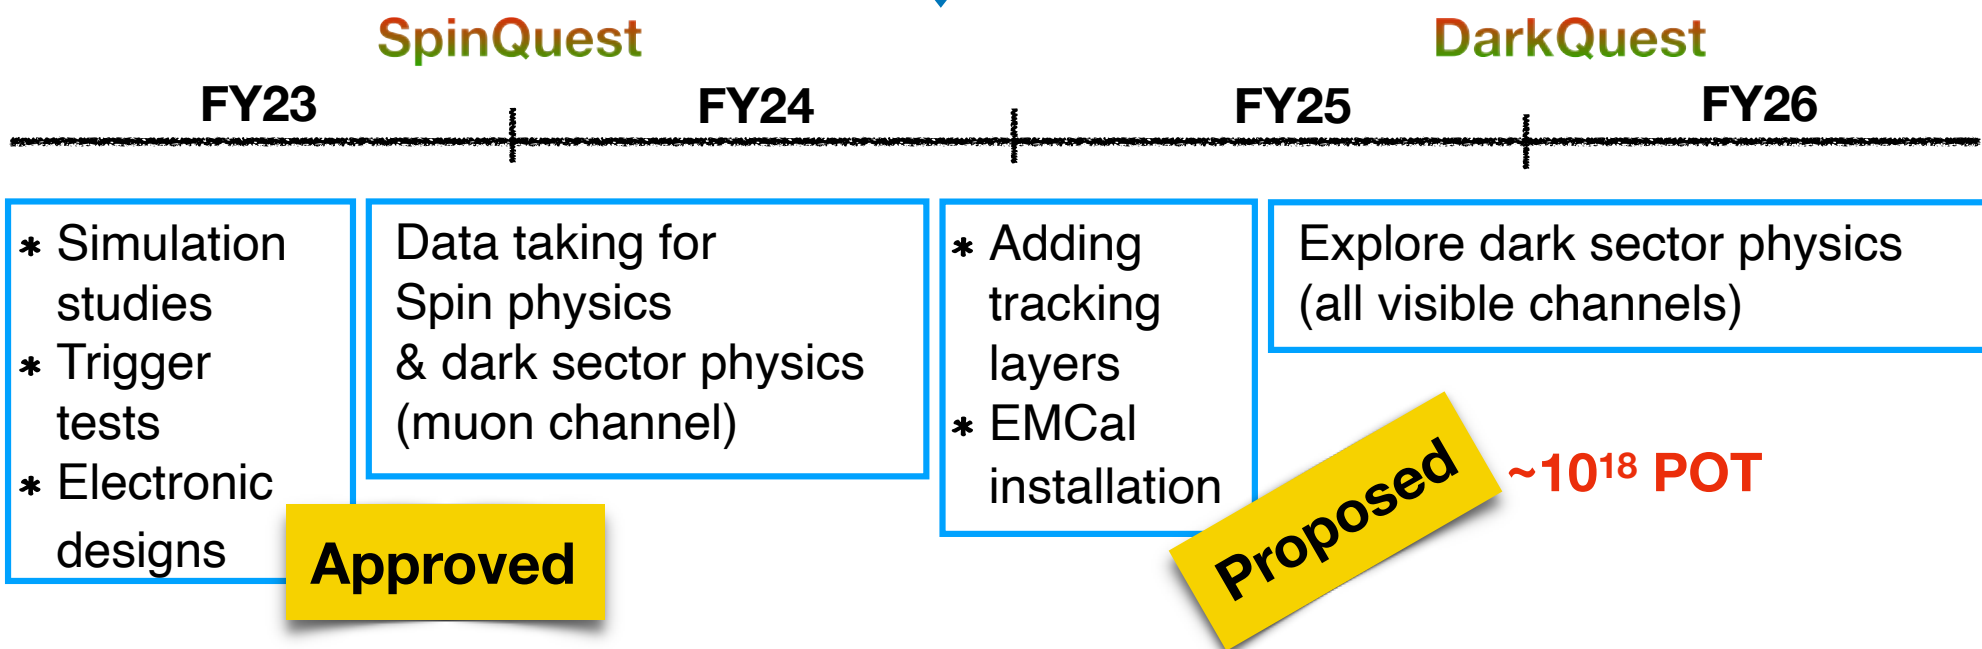 SpinQuest
DarkQuest
FY23
FY24
FY25
FY26
* Simulation
studies
* Trigger
tests
* Electronic
designs
Data taking for
Spin physics
& dark sector physics
(muon channel)
* Adding
tracking
layers
* EMCal
installation
Explore dark sector physics
(all visible channels)
Approved
Proposed
~10¹⁸ POT